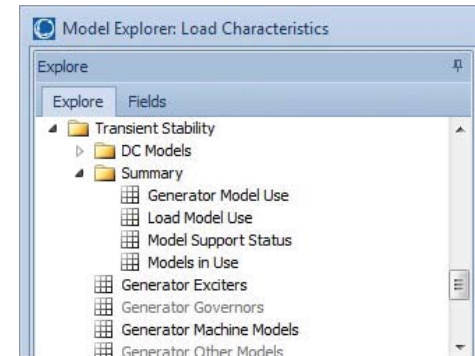 Model Explorer: Load Characteristics
Explore
Explore Fields
Transient Stability
DC Models
Summary
Generator Model Use
Load Model Use
Model Support Status
Models in Use
Generator Exciters
Generator Governors
Generator Machine Models
Generator Other Models